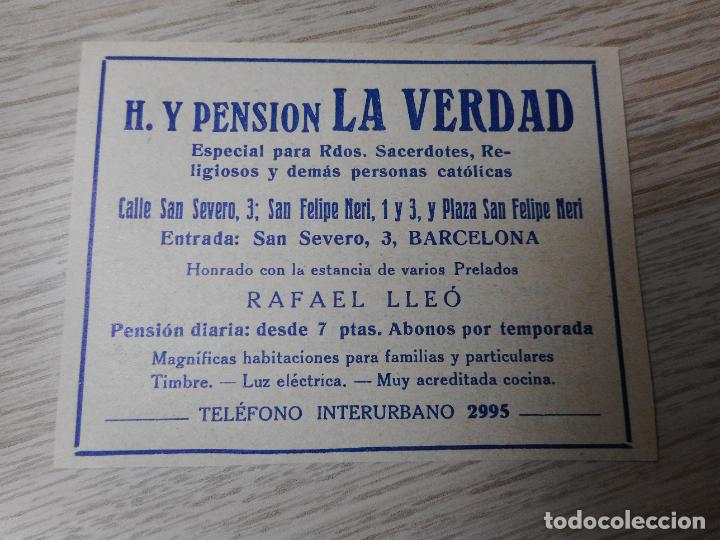 H. Y PENSION LA VERDAD
Especial para Rdos. Sacerdotes, Re-
ligiosos y demás personas católicas
Calle San Severo, 3; San Felipe Neri, 1 y 3, y Plaza San Felipe Neri
Entrada: San Severo, 3, BARCELONA
Honrado con la estancia de varios Prelados
RAFAEL LLEÓ
Pensión diaria: desde 7 ptas. Abonos por temporada
Magníficas habitaciones para familias y particulares
Timbre. — Luz eléctrica. — Muy acreditada cocina.
TELÉFONO INTERURBANO 2995
todocoleccion